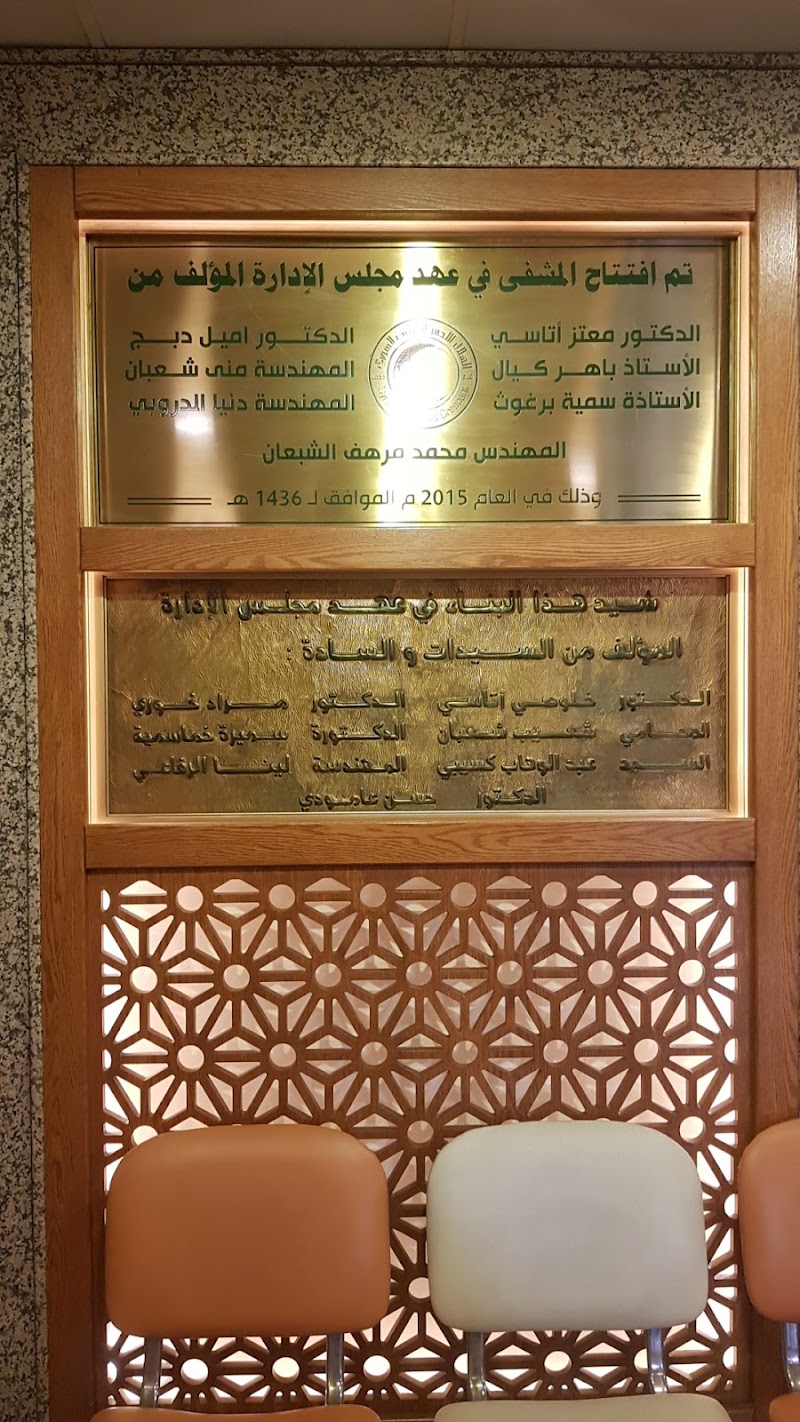 تم افتتاح المشفى في عهد مجلس الإدارة المؤلف من
الدكتور معتز أتاسي الدكتور اميل دبج
الأستاذ باهر كيال المهندسة منى شعبان
الأستاذة سمية برغوث المهندسة دنيا الدروبي
المهندس محمد مرهف الشبعان
وذلك في العام 2015 م الموافق لـ 1436 هـ
شيد هذا البناء في عهد مجلس الإدارة
المؤلف من السيدات و السادة :
الدكتور خلوصي أتاسي الدكتور مراد خوري
المحامي شعيب شعبان الدكتورة سميرة خماسمية
السيد عبد الوهاب كسيبي المهندسة لينا الرفاعي
الدكتور حسن عامودي